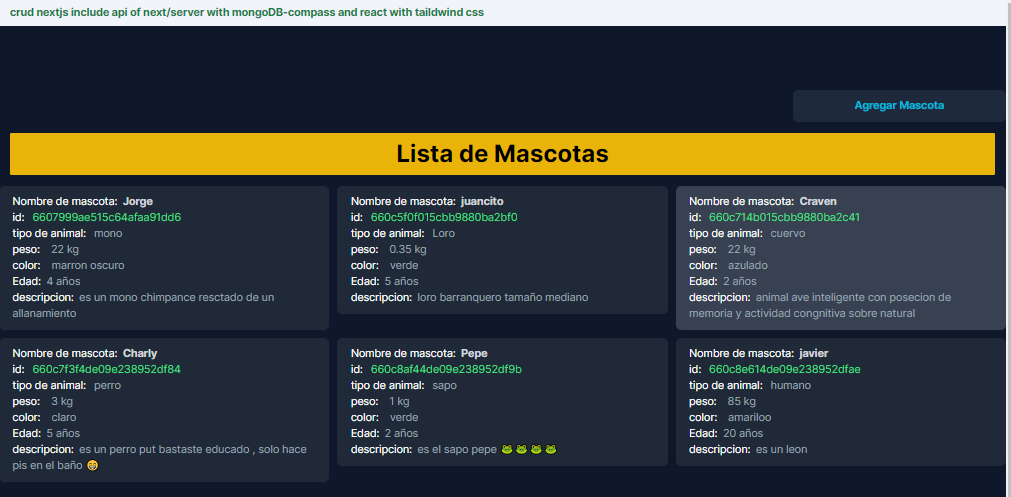 crud nextjs include api of next/server with mongoDB-compass and react with taildwind css
Agregar Mascota
Lista de Mascotas
Nombre de mascota: Jorge
id: 6607999ae515c64afaa91dd6
tipo de animal: mono
peso: 22 kg
color: marron oscuro
Edad: 4 años
descripcion: es un mono chimpance resctado de un
allanamiento
Nombre de mascota: juancito
id: 660c5f0f015cbb9880ba2bf0
tipo de animal: Loro
peso: 0.35 kg
color: verde
Edad: 5 años
descripcion: loro barranquero tamaño mediano
Nombre de mascota: Craven
id: 660c714b015cbb9880ba2c41
tipo de animal: cuervo
peso: 22 kg
color: azulado
Edad: 2 años
descripcion: animal ave inteligente con posecion de
memoria y actividad congnitiva sobre natural
Nombre de mascota: Charly
id: 660c7f3f4de09e238952df84
tipo de animal: perro
peso: 3 kg
color: claro
Edad: 5 años
descripcion: es un perro put bastaste educado , solo hace
pis en el baño 😁
Nombre de mascota: Pepe
id: 660c8af44de09e238952df9b
tipo de animal: sapo
peso: 1 kg
color: verde
Edad: 2 años
descripcion: es el sapo pepe 🐸 🐸 🐸 🐸
Nombre de mascota: javier
id: 660c8e614de09e238952dfae
tipo de animal: humano
peso: 85 kg
color: amariloo
Edad: 20 años
descripcion: es un leon